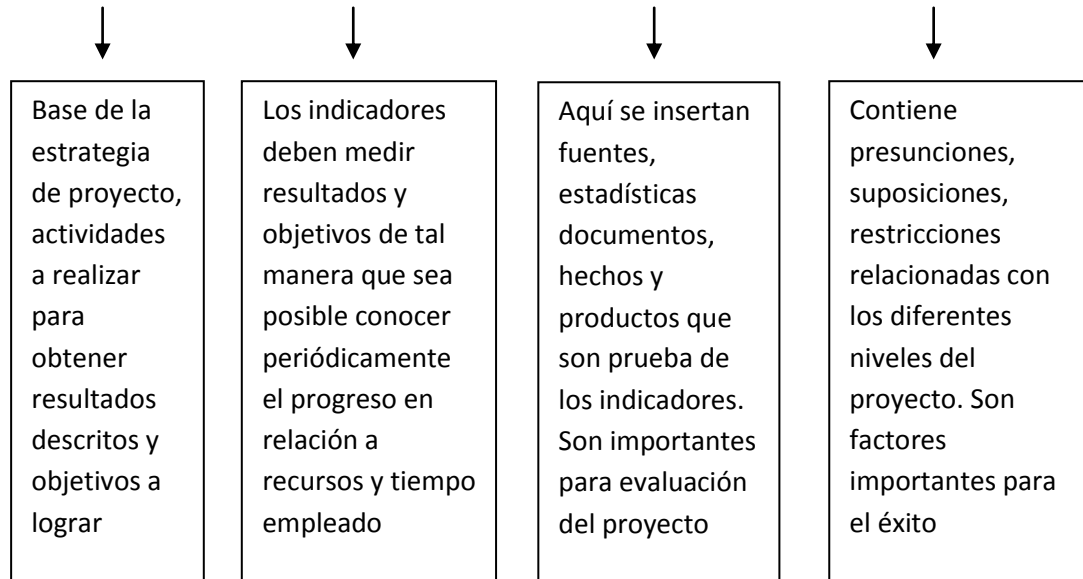 Base de la
estrategia
de proyecto,
actividades
a realizar
para
obtener
resultados
descritos y
objetivos a
lograr
Los indicadores
deben medir
resultados y
objetivos de tal
manera que sea
posible conocer
periódicamente
el progreso en
relación a
recursos y tiempo
empleado
Aquí se insertan
fuentes,
estadísticas
documentos,
hechos y
productos que
son prueba de
los indicadores.
Son importantes
para evaluación
del proyecto
Contiene
presunciones,
suposiciones,
restricciones
relacionadas con
los diferentes
niveles del
proyecto. Son
factores
importantes para
el éxito